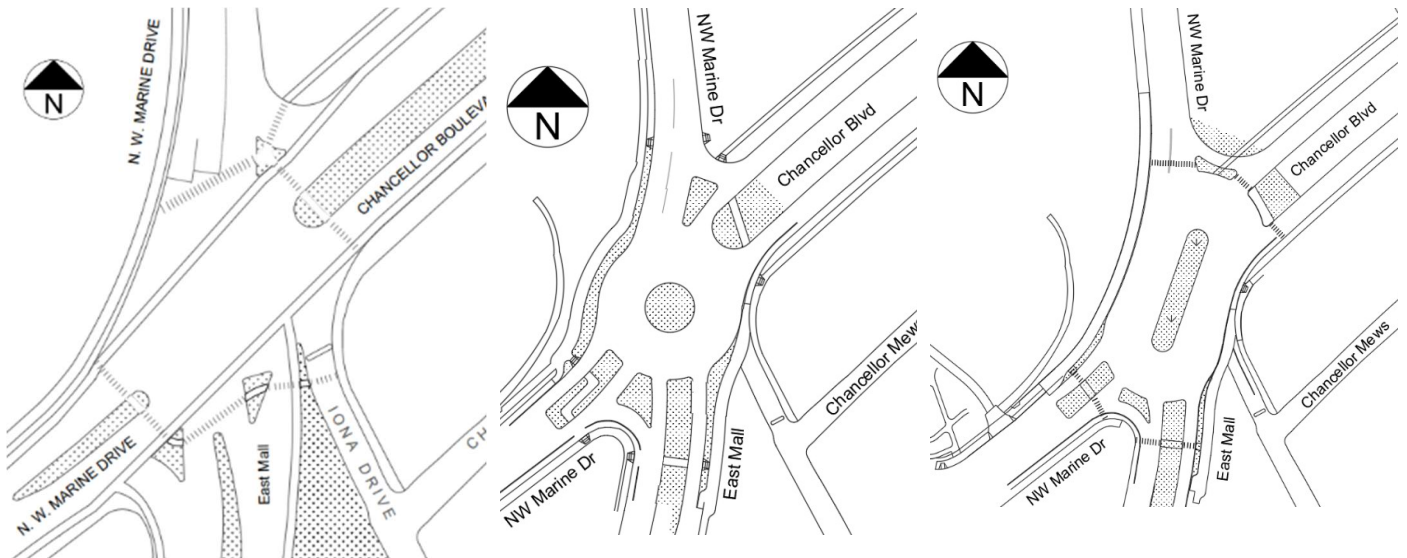 N
N. W. MARINE DRIVE
CHANCELLOR BOULEVA
N. W. MARINE DRIVE
East Mall
IONA DRIVE
CH
N
NW Marine Dr
Chancellor Blvd
Chancellor Mews
NW Marine Dr
East Mall
N
NW Marine Dr
Chancellor Blvd
Chancellor Mews
NW Marine Dr
East Mall